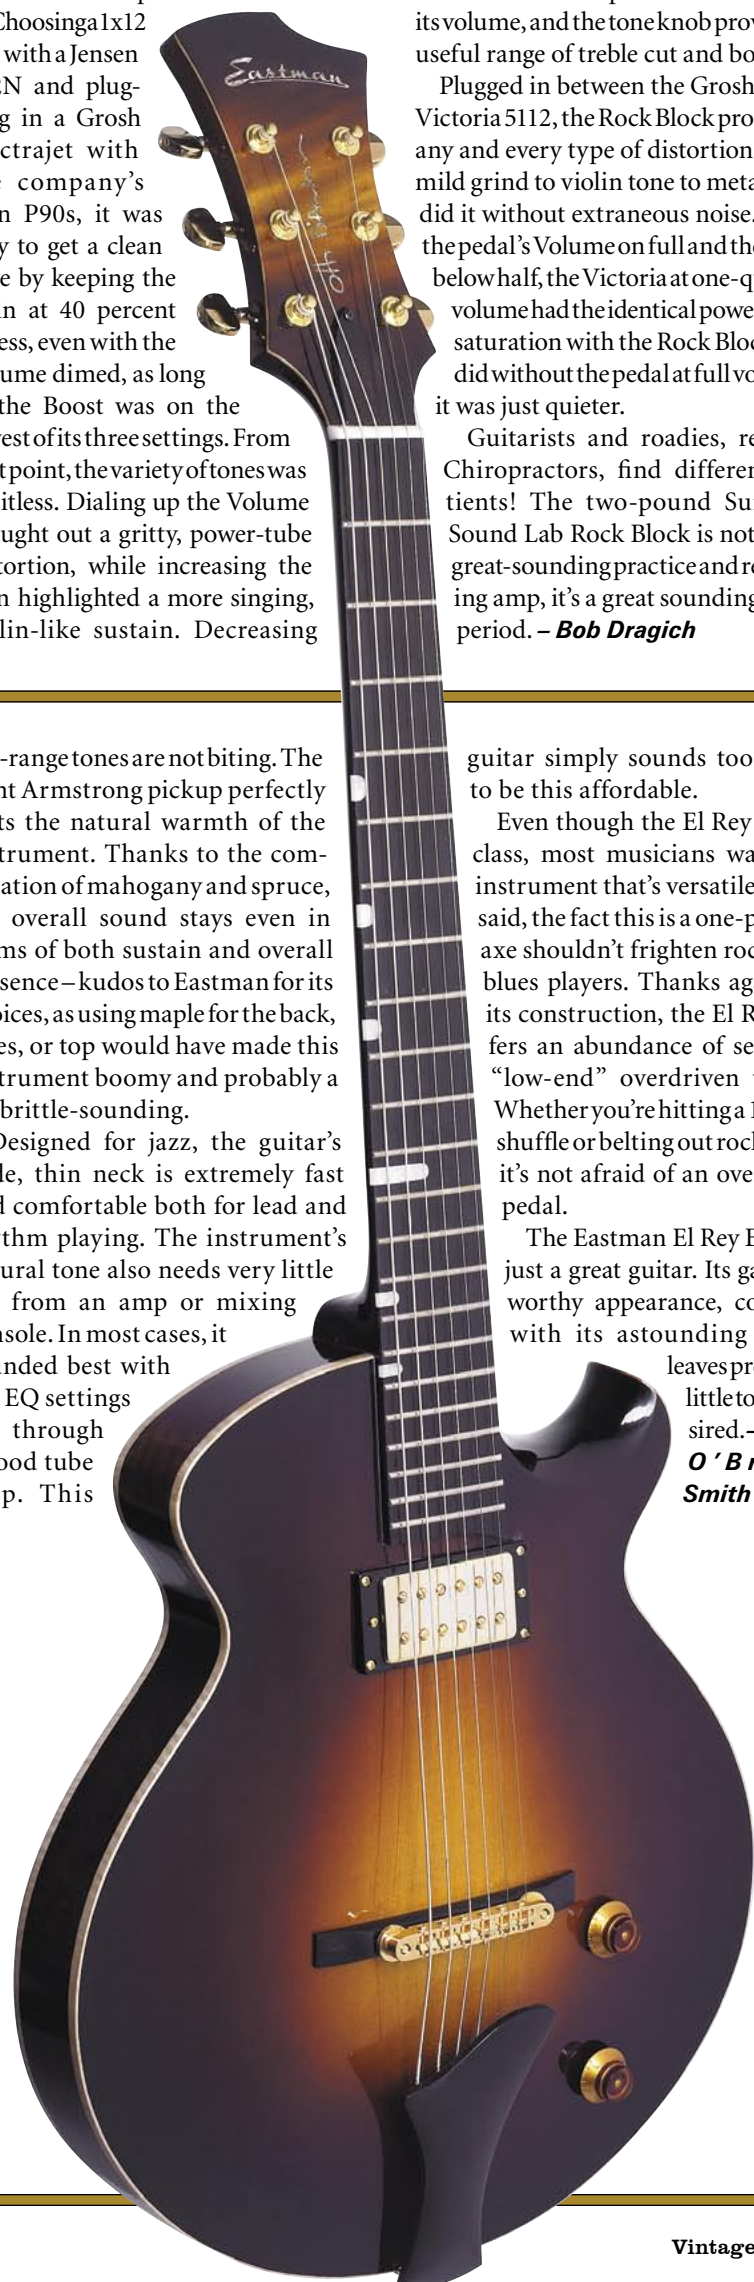 Eastman
Choosing a 1x12
with a Jensen
N and plug-
g in a Grosh
ctrajet with
company's
n P90s, it was
y to get a clean
e by keeping the
n at 40 percent
ess, even with the
ume dimed, as long
the Boost was on the
est of its three settings. From
t point, the variety of tones was
itless. Dialing up the Volume
ught out a gritty, power-tube
tortion, while increasing the
n highlighted a more singing,
lin-like sustain. Decreasing
its volume, and the tone knob prov
useful range of treble cut and bo
Plugged in between the Grosh
Victoria 5112, the Rock Block pro
any and every type of distortion
mild grind to violin tone to meta
did it without extraneous noise.
the pedal's Volume on full and the
below half, the Victoria at one-q
volume had the identical powe
saturation with the Rock Bloc
did without the pedal at full vo
it was just quieter.
Guitarists and roadies, re
Chiropractors, find differen
tients! The two-pound Su
Sound Lab Rock Block is not
great-sounding practice and re
ing amp, it's a great sounding
period. – Bob Dragich
-range tones are not biting. The
nt Armstrong pickup perfectly
ts the natural warmth of the
trument. Thanks to the com-
ation of mahogany and spruce,
overall sound stays even in
ms of both sustain and overall
sence – kudos to Eastman for its
oices, as using maple for the back,
es, or top would have made this
trument boomy and probably a
brittle-sounding.
Designed for jazz, the guitar's
de, thin neck is extremely fast
d comfortable both for lead and
ythm playing. The instrument's
ural tone also needs very little
from an amp or mixing
nsole. In most cases, it
unded best with
EQ settings
through
ood tube
p. This
guitar simply sounds too
to be this affordable.
Even though the El Rey
class, most musicians wa
instrument that's versatile
said, the fact this is a one-p
axe shouldn't frighten roc
blues players. Thanks ag
its construction, the El R
fers an abundance of se
“low-end” overdriven
Whether you're hitting a
shuffle or belting out rock
it's not afraid of an ove
pedal.
The Eastman El Rey
just a great guitar. Its ga
worthy appearance, co
with its astounding
leaves pre
little to
sired. –
O'B
Smith
Vintage